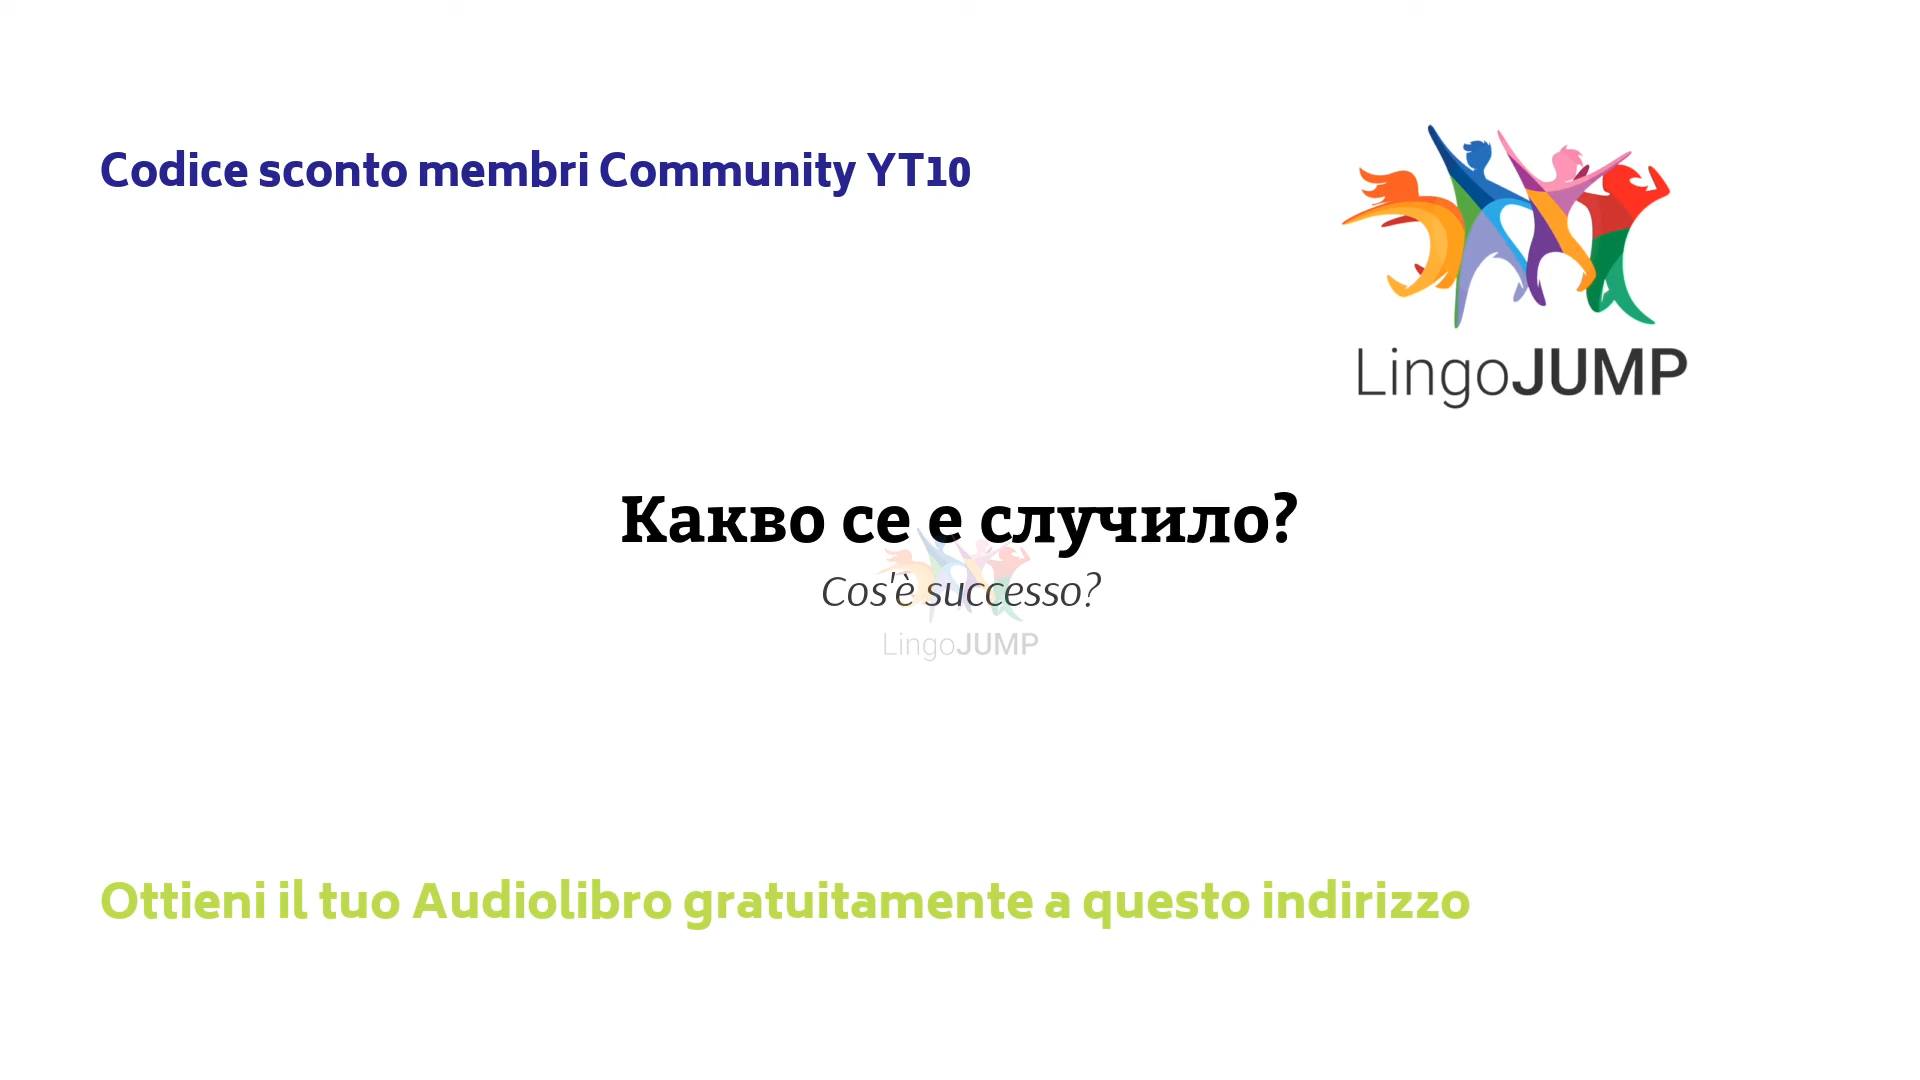 Codice sconto membri Community YT10
LingoJUMP
Какво се е случило?
Cos'è successo?
LingoJUMP
Ottieni il tuo Audiolibro gratuitamente a questo indirizzo